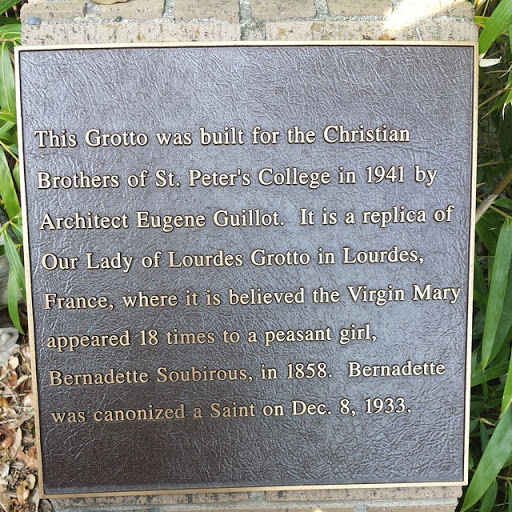 This Grotto was built for the Christian
Brothers of St. Peter's College in 1941 by
Architect Eugene Guillot. It is a replica of
Our Lady of Lourdes Grotto in Lourdes,
France, where it is believed the Virgin Mary
appeared 18 times to a peasant girl,
Bernadette Soubirous, in 1858. Bernadette
was canonized a Saint on Dec. 8, 1933.